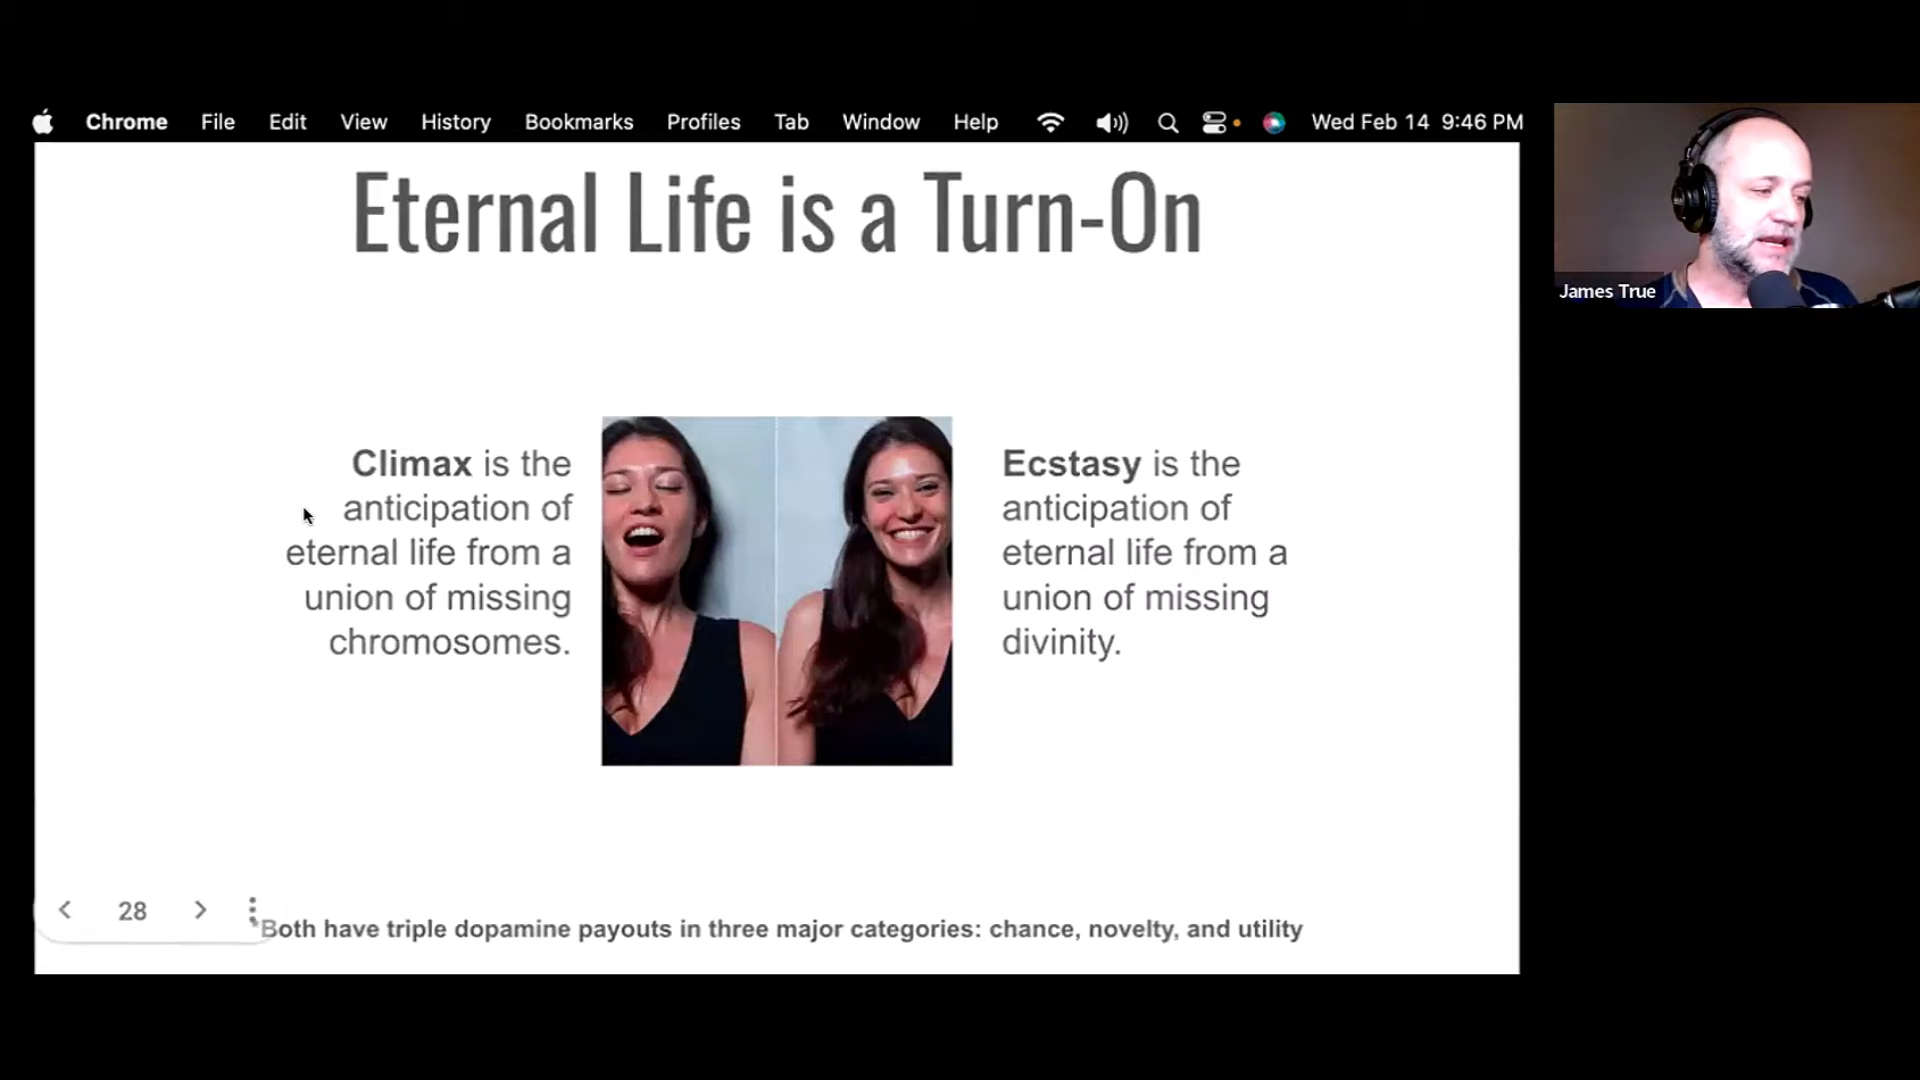 Chrome File Edit View History Bookmarks Profiles Tab Window Help Wed Feb 14 9:46 PM
Eternal Life is a Turn-On
James True
Climax is the
anticipation of
eternal life from a
union of missing
chromosomes.
Ecstasy is the
anticipation of
eternal life from a
union of missing
divinity.
28
*Both have triple dopamine payouts in three major categories: chance, novelty, and utility